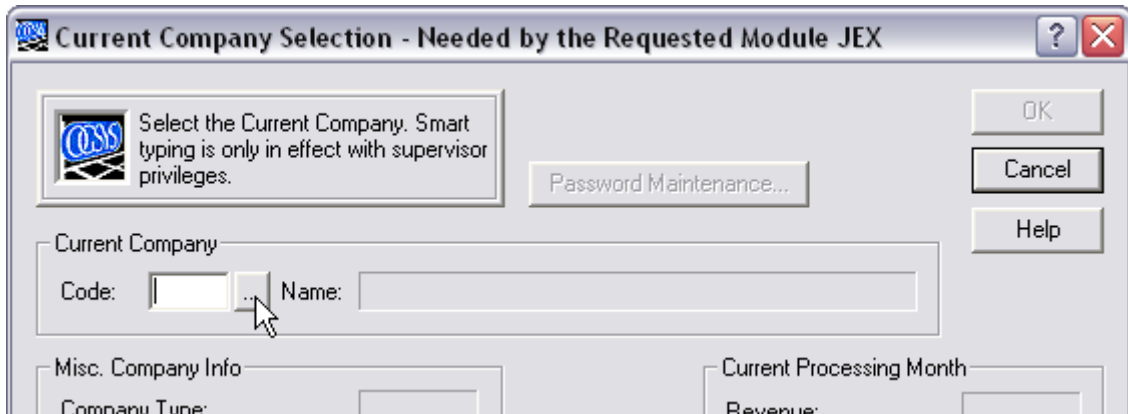 Current Company Selection - Needed by the Requested Module JEX
Select the Current Company. Smart
typing is only in effect with supervisor
privileges.
Password Maintenance...
OK
Cancel
Help
Current Company
Code:
...
Name:
Misc. Company Info
Company Type:
Current Processing Month
Revenue: